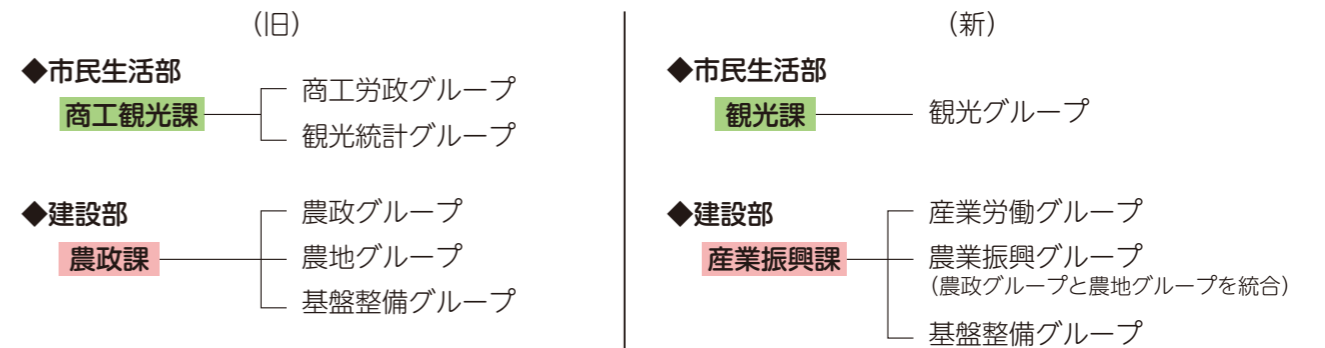 （旧）
◆市民生活部
商工観光課
商工労政グループ
観光統計グループ
◆建設部
農政課
農政グループ
農地グループ
基盤整備グループ
（新）
◆市民生活部
観光課
観光グループ
◆建設部
産業振興課
産業労働グループ
農業振興グループ
（農政グループと農地グループを統合）
基盤整備グループ